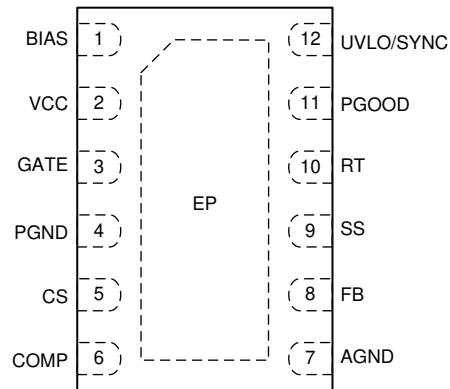 BIAS 1 12 UVLO/SYNC
VCC 2 11 PGOOD
GATE 3 10 RT
EP
PGND 4 9 SS
CS 5 8 FB
COMP 6 7 AGND